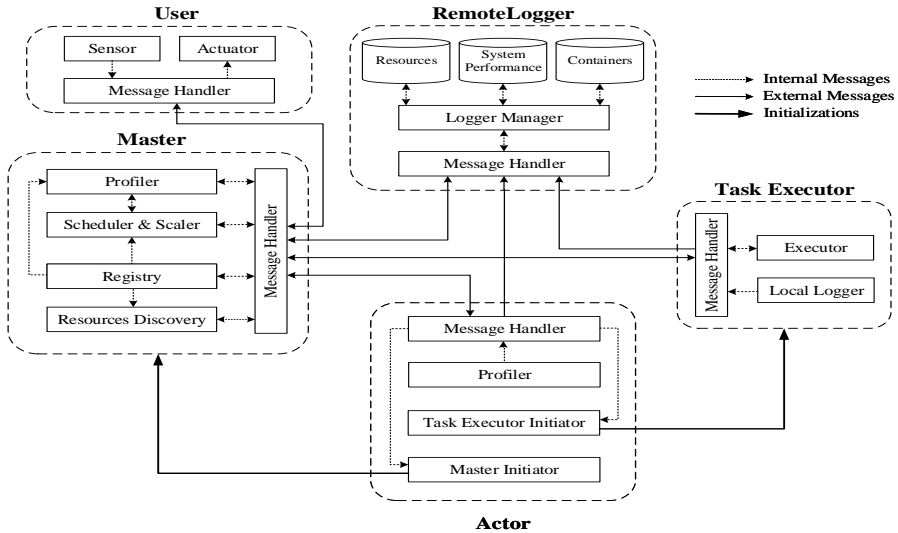 User
Sensor
Actuator
Message Handler
RemoteLogger
Resources
System
Performance
Containers
Logger Manager
Message Handler
Internal Messages
External Messages
Initializations
Master
Profiler
Scheduler & Scaler
Registry
Resources Discovery
Message Handler
Task Executor
Message Handler
Executor
Local Logger
Message Handler
Profiler
Task Executor Initiator
Master Initiator
Actor